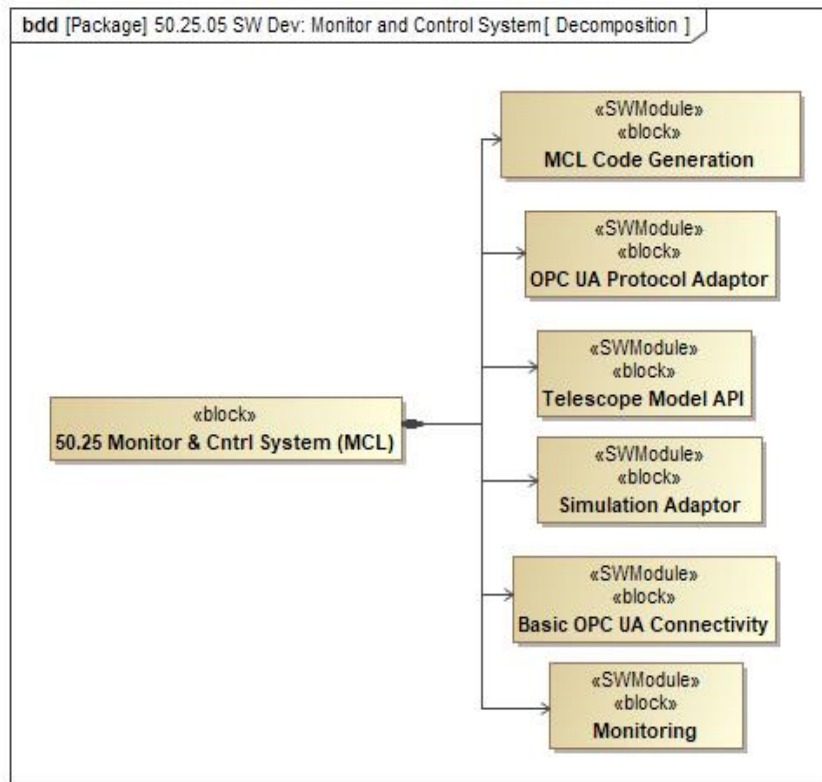 bdd [Package] 50.25.05 SW Dev: Monitor and Control System[ Decomposition ]
«SWModule»
«block»
MCL Code Generation
«SWModule»
«block»
OPC UA Protocol Adaptor
«SWModule»
«block»
Telescope Model API
«block»
50.25 Monitor & Cntrl System (MCL)
«SWModule»
«block»
Simulation Adaptor
«SWModule»
«block»
Basic OPC UA Connectivity
«SWModule»
«block»
Monitoring